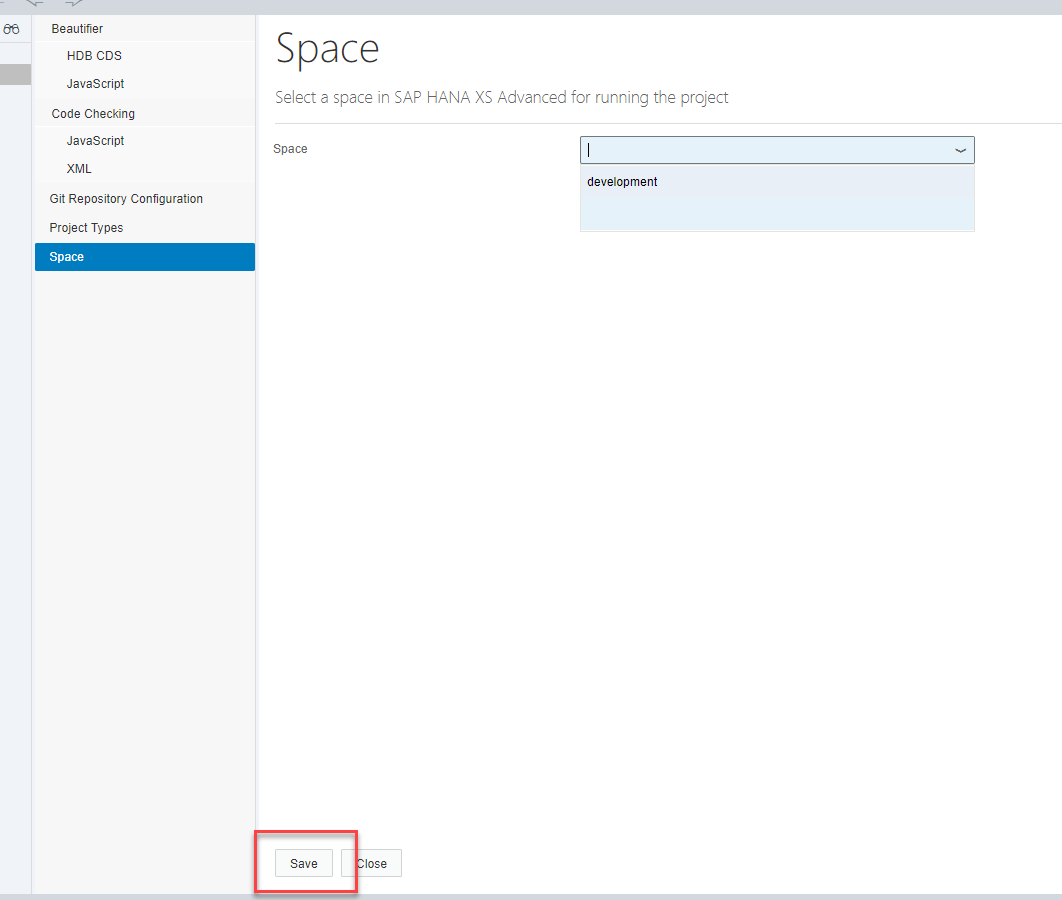 Beautifier
HDB CDS
JavaScript
Code Checking
JavaScript
XML
Git Repository Configuration
Project Types
Space
Space
Select a space in SAP HANA XS Advanced for running the project
Space
development
Save
Close